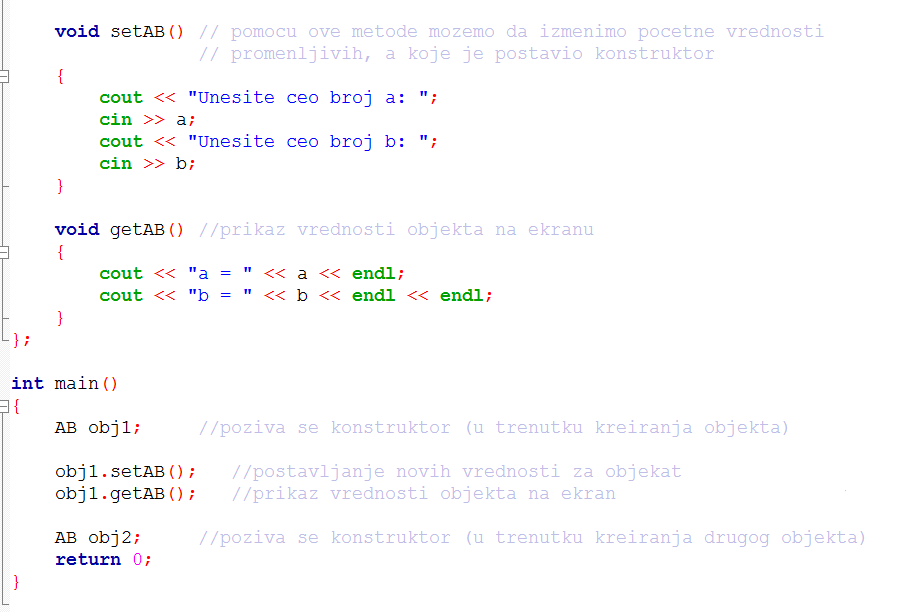 void setAB() // pomocu ove metode mozemo da izmenimo pocetne vrednosti
// promenljivih, a koje je postavio konstruktor
{
cout << "Unesite ceo broj a: ";
cin >> a;
cout << "Unesite ceo broj b: ";
cin >> b;
}
void getAB() //prikaz vrednosti objekta na ekranu
{
cout << "a = " << a << endl;
cout << "b = " << b << endl << endl;
}
};
int main()
{
AB obj1; //poziva se konstruktor (u trenutku kreiranja objekta)
obj1.setAB(); //postavljanje novih vrednosti za objekat
obj1.getAB(); //prikaz vrednosti objekta na ekran
AB obj2; //poziva se konstruktor (u trenutku kreiranja drugog objekta)
return 0;
}